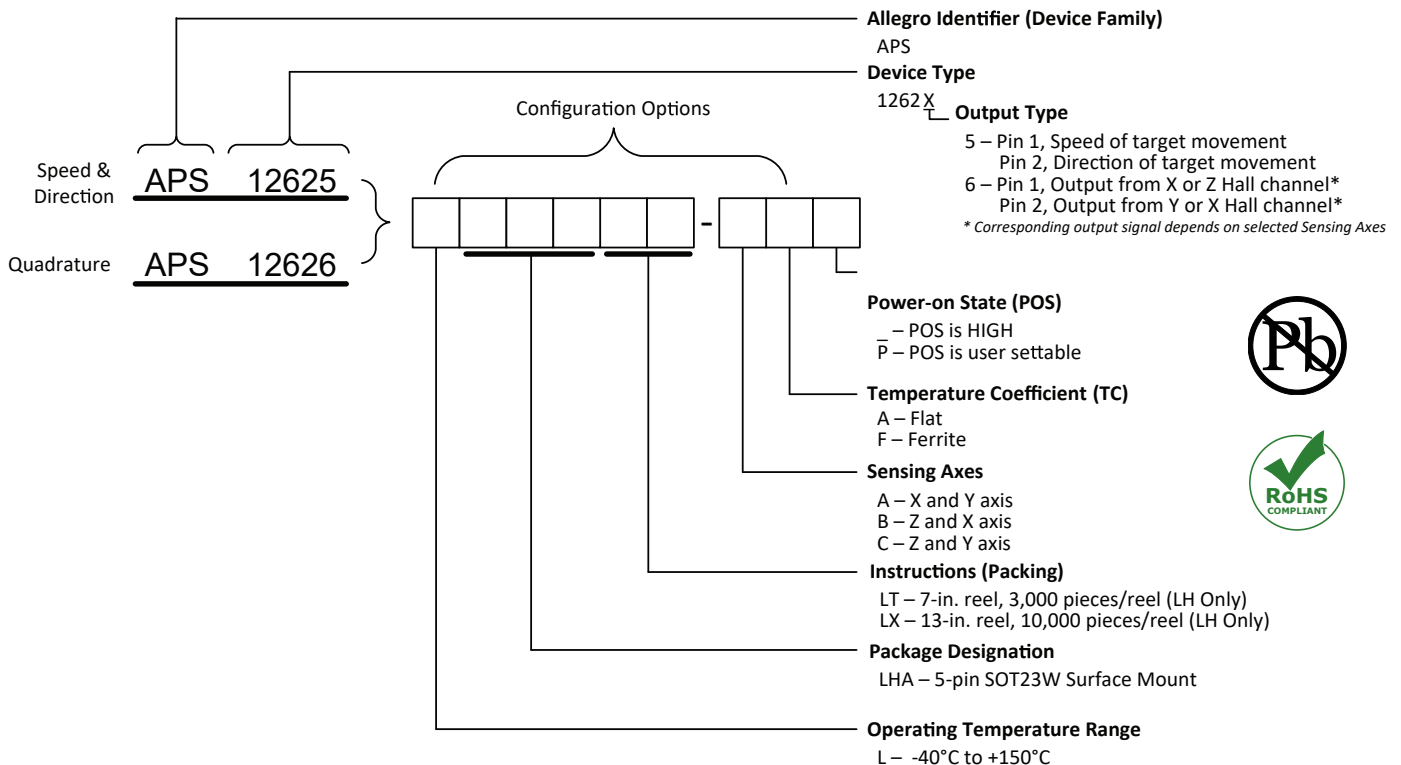 Allegro Identifier (Device Family)
APS
Device Type
1262X
Output Type
5 – Pin 1, Speed of target movement
Pin 2, Direction of target movement
6 – Pin 1, Output from X or Z Hall channel*
Pin 2, Output from Y or X Hall channel*
* Corresponding output signal depends on selected Sensing Axes
Configuration Options
Speed &
Direction
APS 12625
-
Quadrature
APS 12626
Power-on State (POS)
_ – POS is HIGH
P – POS is user settable
Pb
Temperature Coefficient (TC)
A – Flat
F – Ferrite
Sensing Axes
A – X and Y axis
B – Z and X axis
C – Z and Y axis
RoHS
COMPLIANT
Instructions (Packing)
LT – 7-in. reel, 3,000 pieces/reel (LH Only)
LX – 13-in. reel, 10,000 pieces/reel (LH Only)
Package Designation
LHA – 5-pin SOT23W Surface Mount
Operating Temperature Range
L – -40°C to +150°C